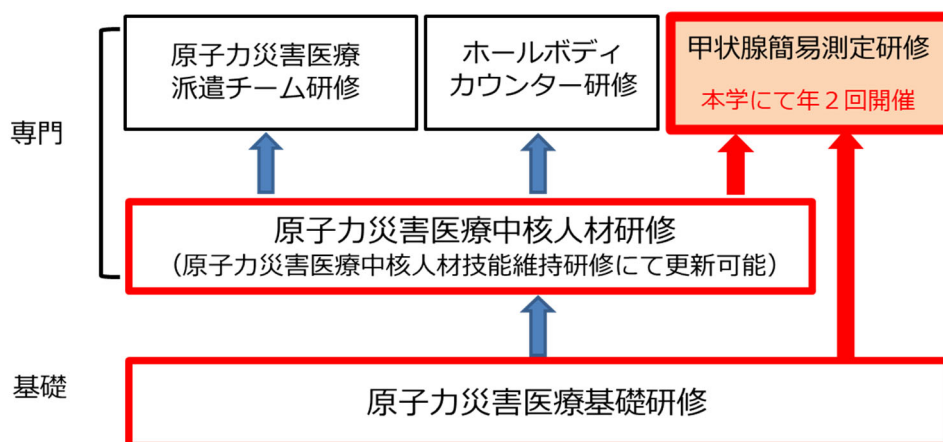 専門
原子力災害医療
派遣チーム研修
ホールボディ
カウンター研修
甲状腺簡易測定研修
本学にて年２回開催
原子力災害医療中核人材研修
（原子力災害医療中核人材技能維持研修にて更新可能）
基礎
原子力災害医療基礎研修